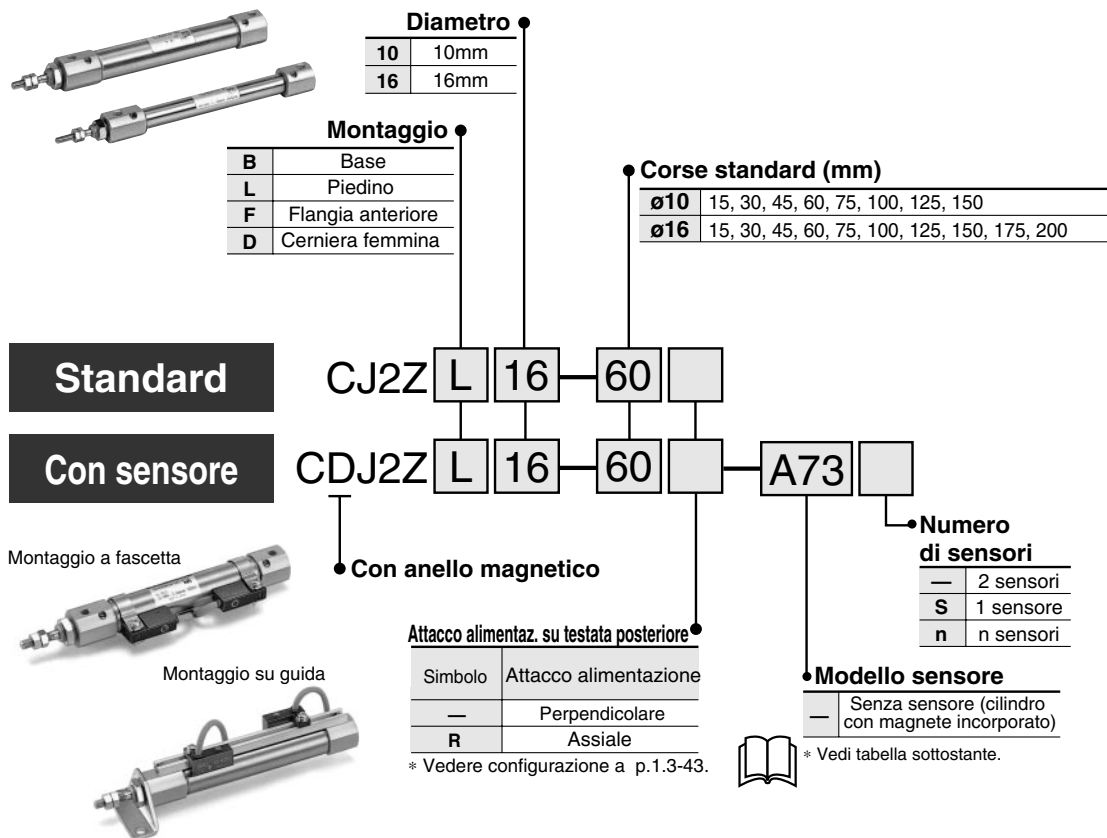 Diametro
10 10mm
16 16mm
Montaggio
B Base
L Piedino
F Flangia anteriore
D Cerniera femmina
Corse standard (mm)
ø10 15, 30, 45, 60, 75, 100, 125, 150
ø16 15, 30, 45, 60, 75, 100, 125, 150, 175, 200
Standard CJ2Z L 16 — 60
Con sensore CDJ2Z L 16 — 60 — A73
Con anello magnetico
Numero
di sensori
— 2 sensori
S 1 sensore
n n sensori
Montaggio a fascetta
Montaggio su guida
Attacco alimentaz. su testata posteriore
Simbolo Attacco alimentazione
— Perpendicolare
R Assiale
* Vedere configurazione a p.1.3-43.
Modello sensore
— Senza sensore (cilindro
con magnete incorporato)
* Vedi tabella sottostante.